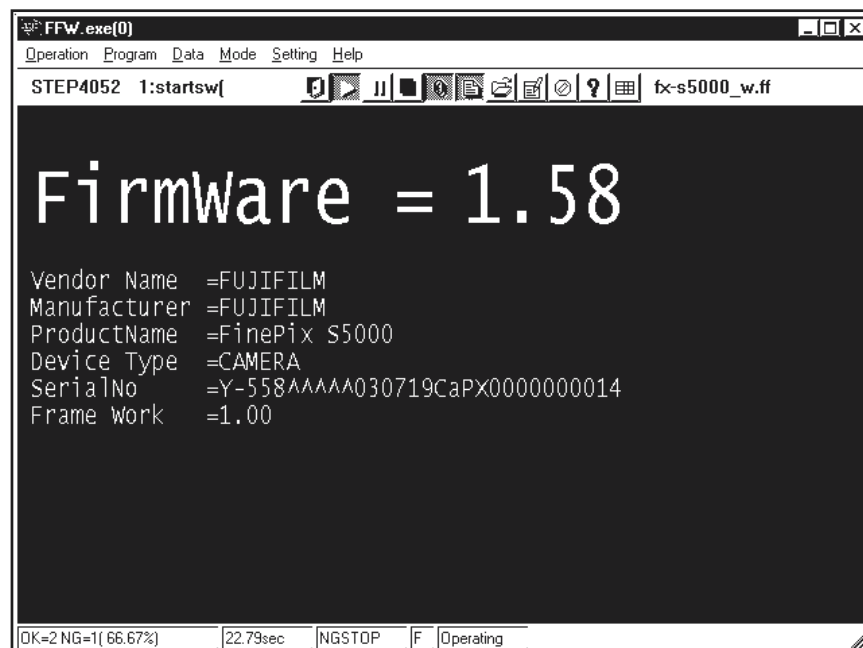 FFW.exe(0)
Operation Program Data Mode Setting Help
STEP4052 1:startsw( fx-s5000_w.ff
FirmWare = 1.58
Vendor Name =FUJIFILM
Manufacturer =FUJIFILM
ProductName =FinePix S5000
Device Type =CAMERA
SerialNo =Y-558^^^^^030719CaPX0000000014
Frame Work =1.00
OK=2 NG=1( 66.67%) 22.79sec NGSTOP F Operating